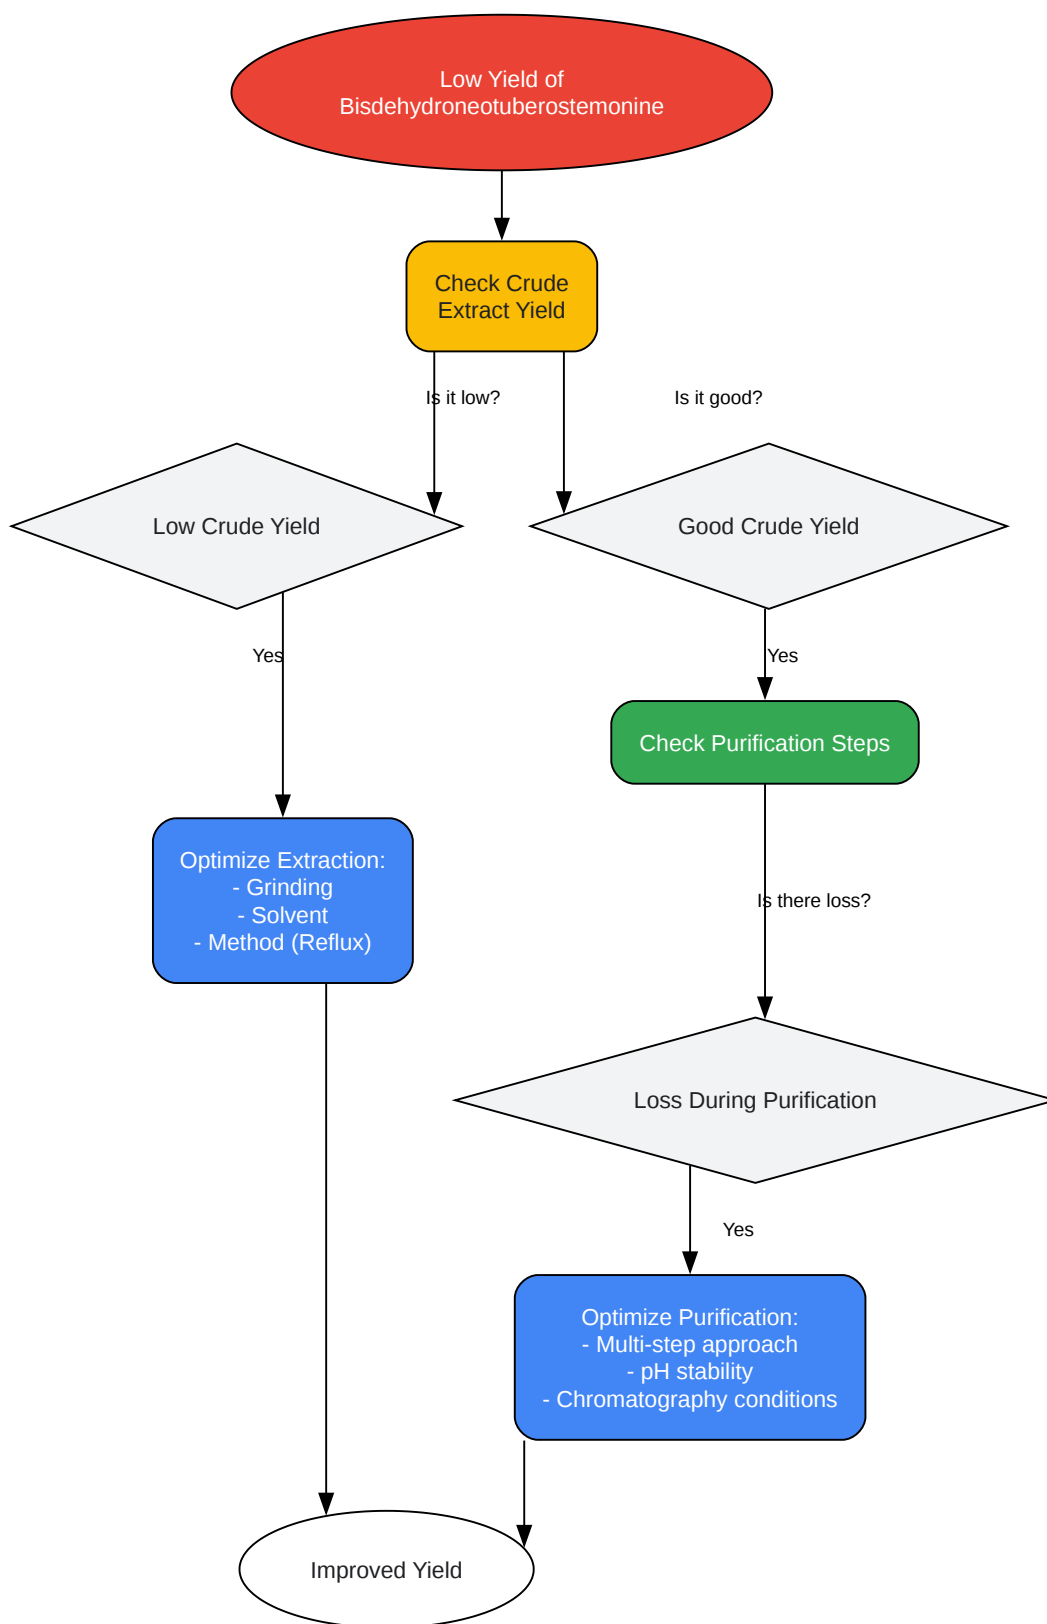 Low Yield of
Bisdehydroneotuberostemonine
Check Crude
Extract Yield
Is it low?
Is it good?
Low Crude Yield
Good Crude Yield
Yes
Yes
Check Purification Steps
Optimize Extraction:
- Grinding
- Solvent
- Method (Reflux)
Is there loss?
Loss During Purification
Yes
Optimize Purification:
- Multi-step approach
- pH stability
- Chromatography conditions
Improved Yield